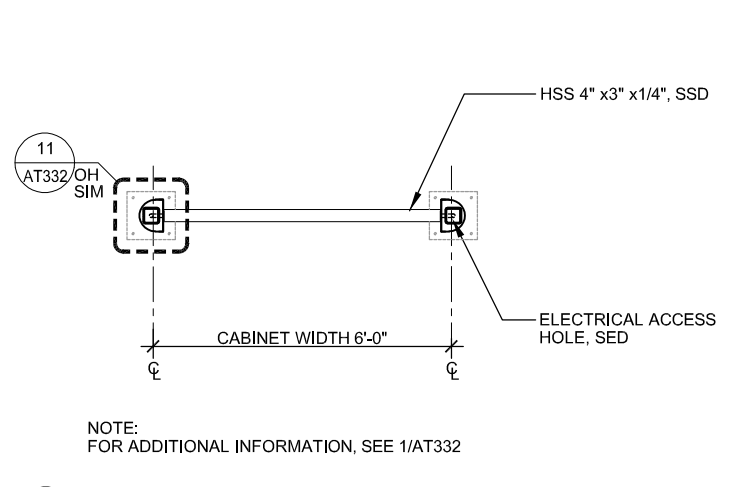 HSS 4" x3" x1/4", SSD
11
AT332
OH
SIM
ELECTRICAL ACCESS
HOLE, SED
CABINET WIDTH 6'-0"
℄ ℄
NOTE:
FOR ADDITIONAL INFORMATION, SEE 1/AT332